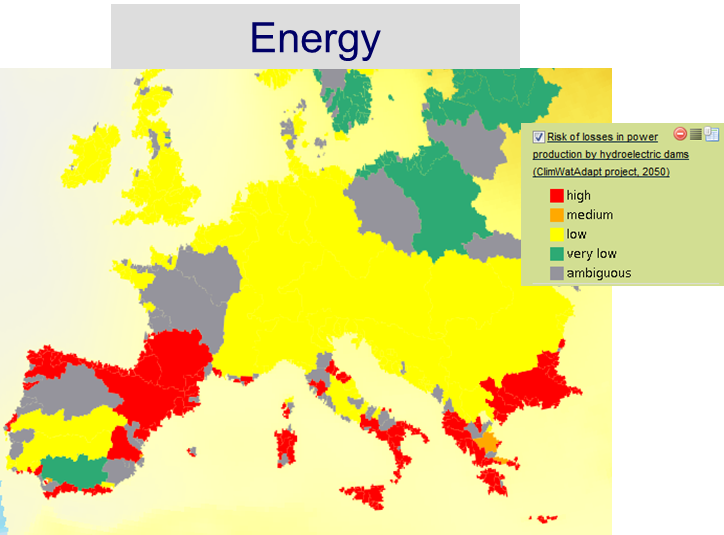 Energy
Risk of losses in power
production by hydroelectric dams
(ClimWatAdapt project, 2050)
high
medium
low
very low
ambiguous